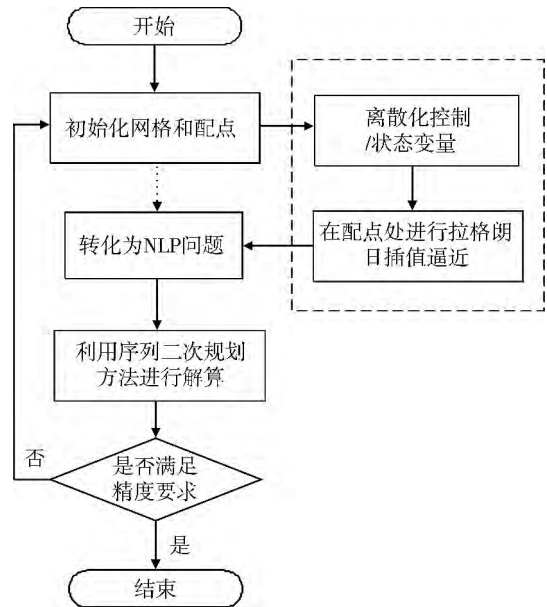 开始
初始化网格和配点
离散化控制
/状态变量
在配点处进行拉格朗
日插值逼近
转化为NLP问题
利用序列二次规划
方法进行解算
是否满足
精度要求
否
是
结束